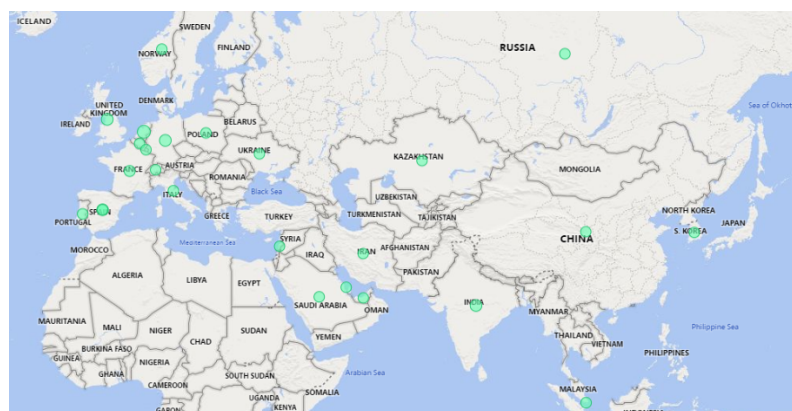 ICELAND
SWEDEN
NORWAY
FINLAND
RUSSIA
UNITED
KINGDOM
DENMARK
IRELAND
BELARUS
POLAND
Sea of Okhot
UKRAINE
KAZAKHSTAN
MONGOLIA
FRANCE
AUSTRIA
ROMANIA
ITALY
Black Sea
UZBEKISTAN
NORTH KOREA
PORTUGAL
GREECE
TURKEY
TURKMENISTAN
TAJIKISTAN
JAPAN
S. KOREA
CHINA
Mediterranean Sea
SYRIA
MOROCCO
IRAQ
IRAN
AFGHANISTAN
PAKISTAN
ALGERIA
LIBYA
EGYPT
SAUDI ARABIA
OMAN
INDIA
MYANMAR
MAURITANIA
MALI
NIGER
CHAD
SUDAN
YEMEN
THAILAND
VIETNAM
Philippine Sea
BURKINA FASO
GUINEA
GHANA
NIGERIA
SOUTH SUDAN
Arabian Sea
PHILIPPINES
CAMEROON
SOMALIA
UGANDA
KENYA
MALAYSIA